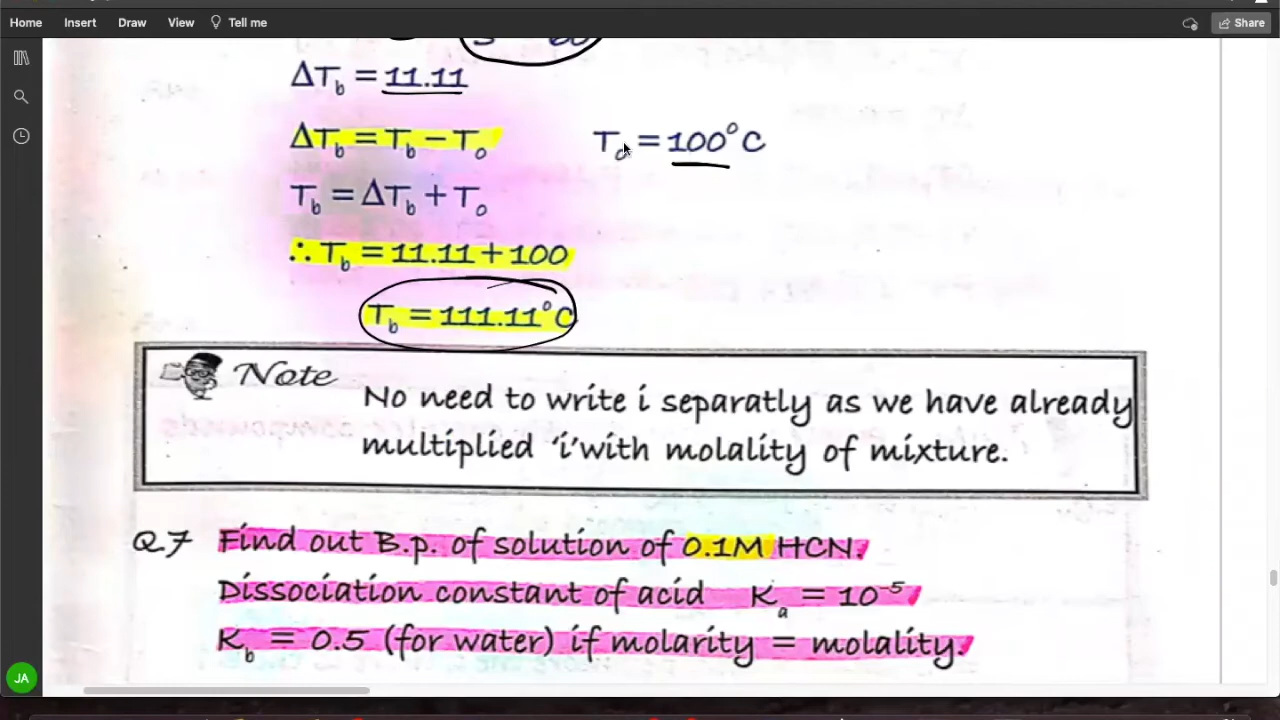 Home Insert Draw View Tell me Share
ΔT_b = 11.11
ΔT_b = T_b − T_o T_o = 100°C
T_b = ΔT_b + T_o
∴ T_b = 11.11 + 100
T_b = 111.11°C
Note
No need to write i separatly as we have already
multiplied ‘i’with molality of mixture.
Q.7 Find out B.p. of solution of 0.1M HCN.
Dissociation constant of acid K_a = 10⁻⁵
K_b = 0.5 (for water) if molarity = molality.
JA